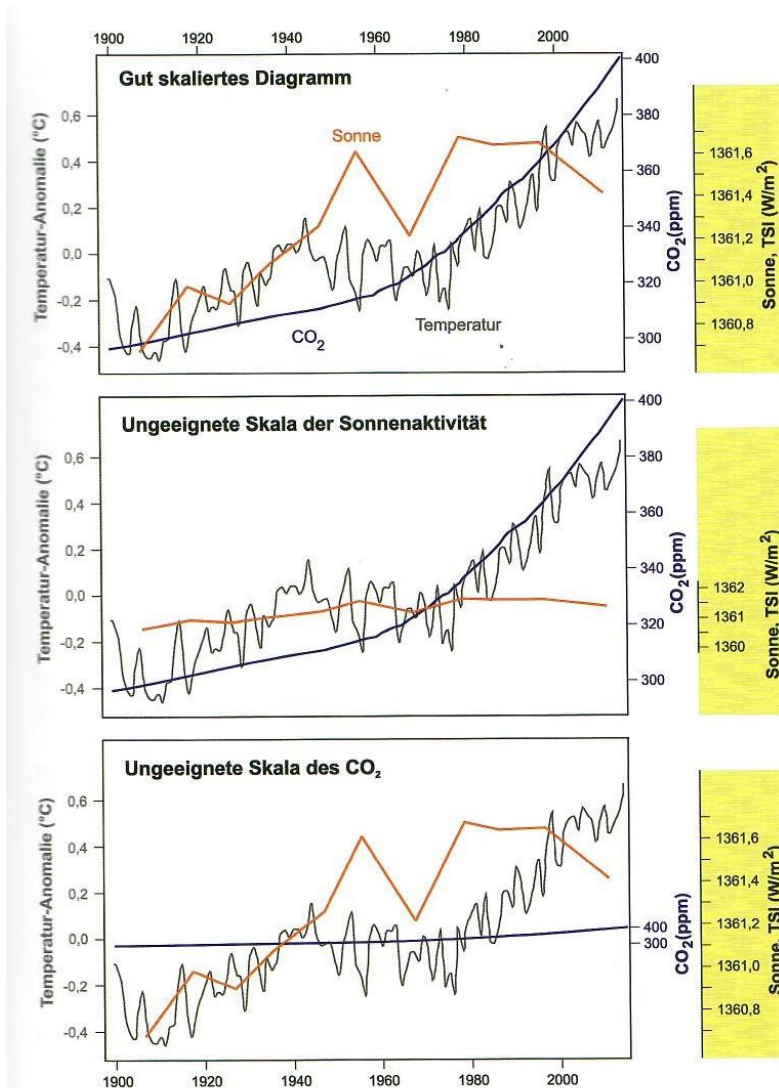 1900 1920 1940 1960 1980 2000
Gut skaliertes Diagramm
Temperatur-Anomalie (°C)
0,6
0,4
0,2
0,0
-0,2
-0,4
Sonne
CO2
Temperatur
400
380
360
340
320
300
CO2(ppm)
1361,6
1361,4
1361,2
1361,0
1360,8
Sonne, TSI (W/m2)
Ungeeignete Skala der Sonnenaktivität
Temperatur-Anomalie (°C)
0,6
0,4
0,2
0,0
-0,2
-0,4
400
380
360
340
320
300
CO2(ppm)
1362
1361
1360
Sonne, TSI (W/m2)
Ungeeignete Skala des CO2
Temperatur-Anomalie (°C)
0,6
0,4
0,2
0,0
-0,2
-0,4
400
300
CO2(ppm)
1361,6
1361,4
1361,2
1361,0
1360,8
Sonne, TSI (W/m2)
1900 1920 1940 1960 1980 2000